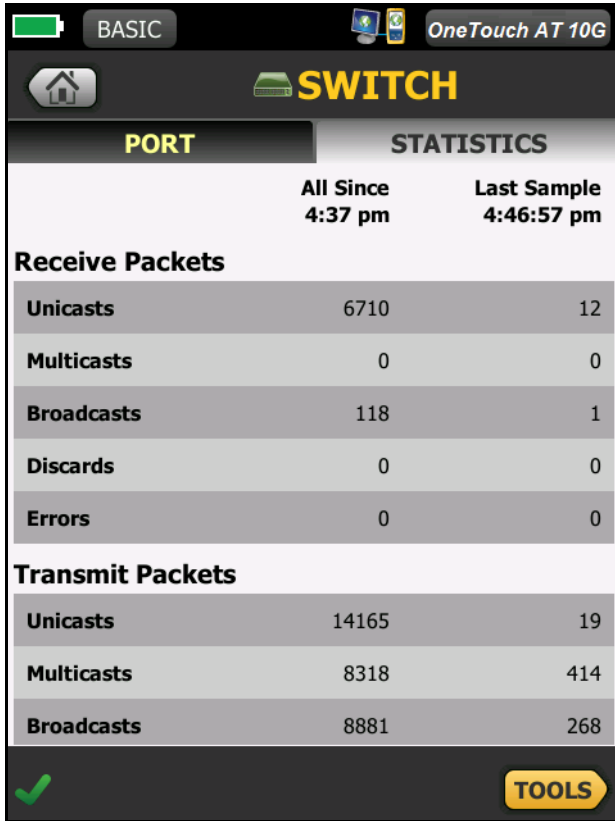 BASIC OneTouch AT 10G
SWITCH
PORT STATISTICS
All Since Last Sample
4:37 pm 4:46:57 pm
Receive Packets
Unicasts 6710 12
Multicasts 0 0
Broadcasts 118 1
Discards 0 0
Errors 0 0
Transmit Packets
Unicasts 14165 19
Multicasts 8318 414
Broadcasts 8881 268
TOOLS